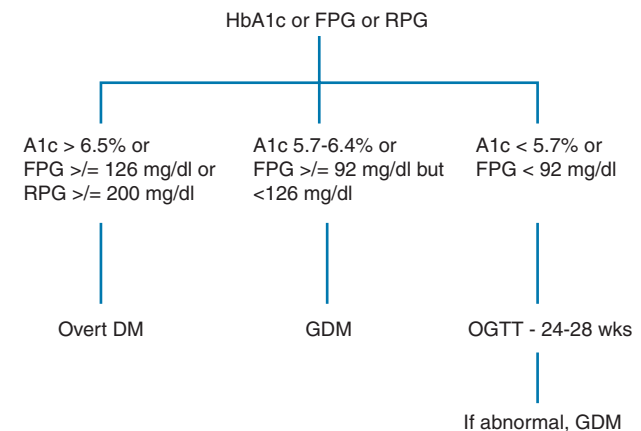 HbA1c or FPG or RPG
A1c > 6.5% or
FPG >/= 126 mg/dl or
RPG >/= 200 mg/dl
A1c 5.7-6.4% or
FPG >/= 92 mg/dl but
<126 mg/dl
A1c < 5.7% or
FPG < 92 mg/dl
Overt DM
GDM
OGTT - 24-28 wks
If abnormal, GDM